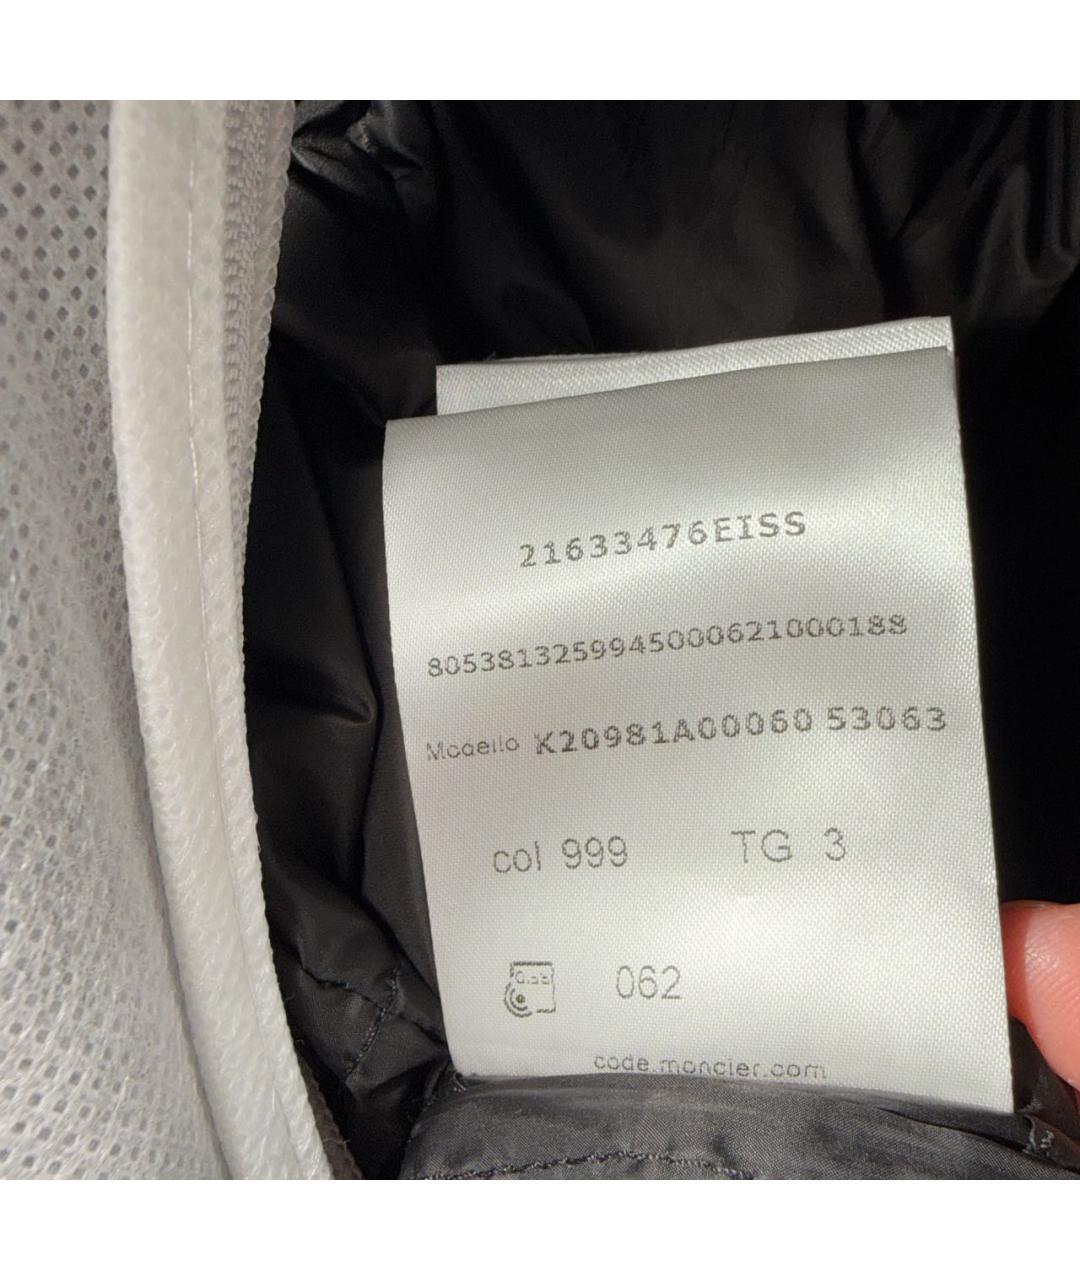 21633476EISS
8053813259945000621000188
Modello K20981A00060 53063
col 999 TG 3
062
code.moncler.com